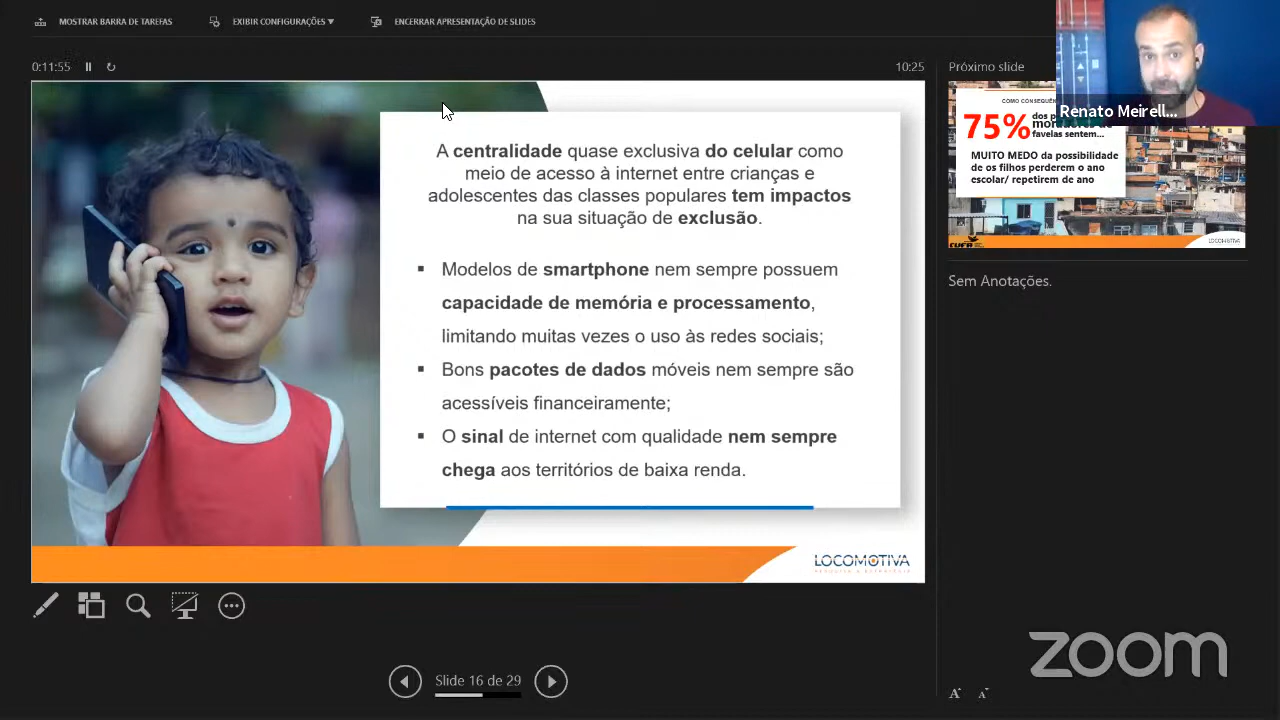 MOSTRAR BARRA DE TAREFAS
EXIBIR CONFIGURAÇÕES ▼
ENCERRAR APRESENTAÇÃO DE SLIDES
0:11:55
10:25
A centralidade quase exclusiva do celular como
meio de acesso à internet entre crianças e
adolescentes das classes populares tem impactos
na sua situação de exclusão.
▪ Modelos de smartphone nem sempre possuem
capacidade de memória e processamento,
limitando muitas vezes o uso às redes sociais;
▪ Bons pacotes de dados móveis nem sempre são
acessíveis financeiramente;
▪ O sinal de internet com qualidade nem sempre
chega aos territórios de baixa renda.
LOCOMOTIVA
Slide 16 de 29
Próximo slide
Renato Meirell...
75%
favelas sentem...
MUITO MEDO da possibilidade
de os filhos perderem o ano
escolar/ repetirem de ano
CUFA
LOCOMOTIVA
Sem Anotações.
zoom
A A